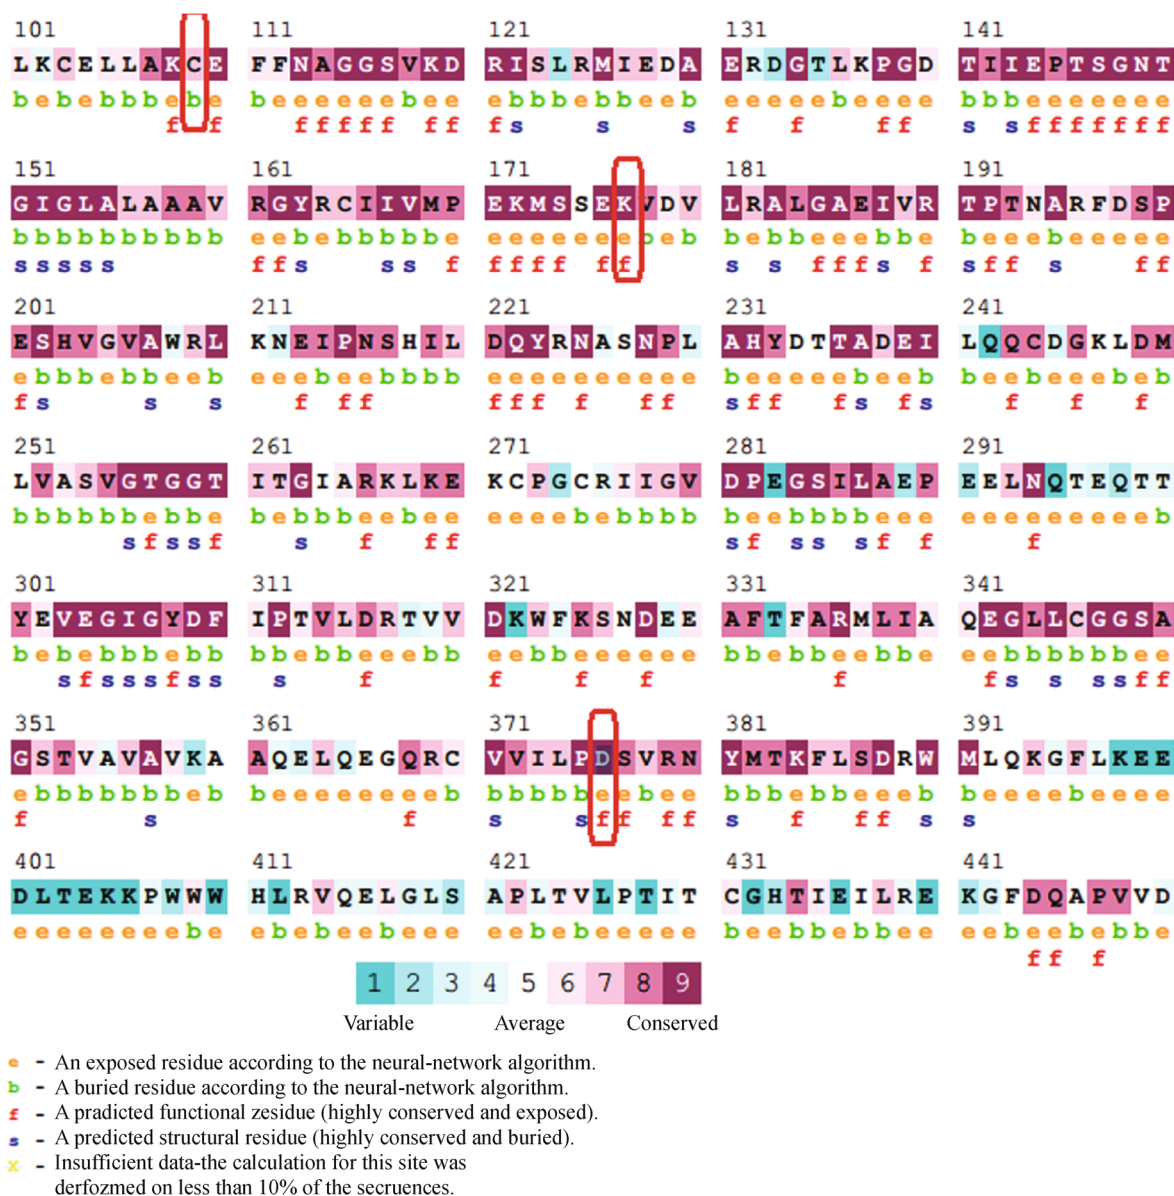 101 111 121 131 141
LKCELLAKCE FFNAGGSVKD RISLRMIEDA ERDGTLKPGD TIIEPTSGNT
bebebbbebe beeeeeebee ebbbebbeeb eeeebebeee bbbeeeeeee
f f fffff ff fs s s f f ff s sfffffff
151 161 171 181 191
GIGLALAAAV RGYRCIIVMP EKMSSEKVDV LRALGAEIVR TPTNARFDSP
bbbbbbbbbb eebebbbbbe eeeeeeebeb bebbeeebbe beeebeeeee
sssss ffs ss f ffff ff s s fffs f sff s ff
201 211 221 231 241
ESHVGVAWRL KNEIPNSHIL DQYRNASNPL AHYDTTADEI LQQCDGKLDM
ebbbebbeeb eeebeebbbb eeeeeeeeee beeeeebeeb beebeeebeb
fs s s f ff fff f ff sff fs fs f f f
251 261 271 281 291
LVASVGTGGT ITGIARKLKE KCPGCRIIGV DPEGSILAEP EELNQTEQTT
bbbbbbebbe bebbbeebee eeeebebbbb beebbbbeee eeeeeeeeeb
sfssf s f ff sf ss sf f f
301 311 321 331 341
YEVEGIGYDF IPTVLDRTVV DKWFKSNDEE AFTFARMLIA QEGLLCGGSA
bebebbbebb bbebbeeebb eebbeeeeee bbebbeebbe eebbbbbbee
sfsssfss s f f f f f fs s ssff
351 361 371 381 391
GSTVAVAVKA AQELQEGQRC VVILPDSVRN YMTKFLSDRW MLQKGFLKEE
ebbbbbbbeb beeeeeeeeb bbbbbeebee bbbebbeeeb beeeebeeee
f s f s sff ff s f ff s s
401 411 421 431 441
DLTEKKPWWW HLRVQELGLS APLTVLPTIT CGHTIEILRE KGFDQAPVVD
eeeeeeeebe ebebeebeee eebebeeeee beebbebbee eebeebebbe
ff f
1 2 3 4 5 6 7 8 9
Variable Average Conserved
e - An exposed residue according to the neural-network algorithm.
b - A buried residue according to the neural-network algorithm.
f - A pradicted functional zesidue (highly conserved and exposed).
s - A predicted structural residue (highly conserved and buried).
x - Insufficient data-the calculation for this site was
derfozmed on less than 10% of the secruences.